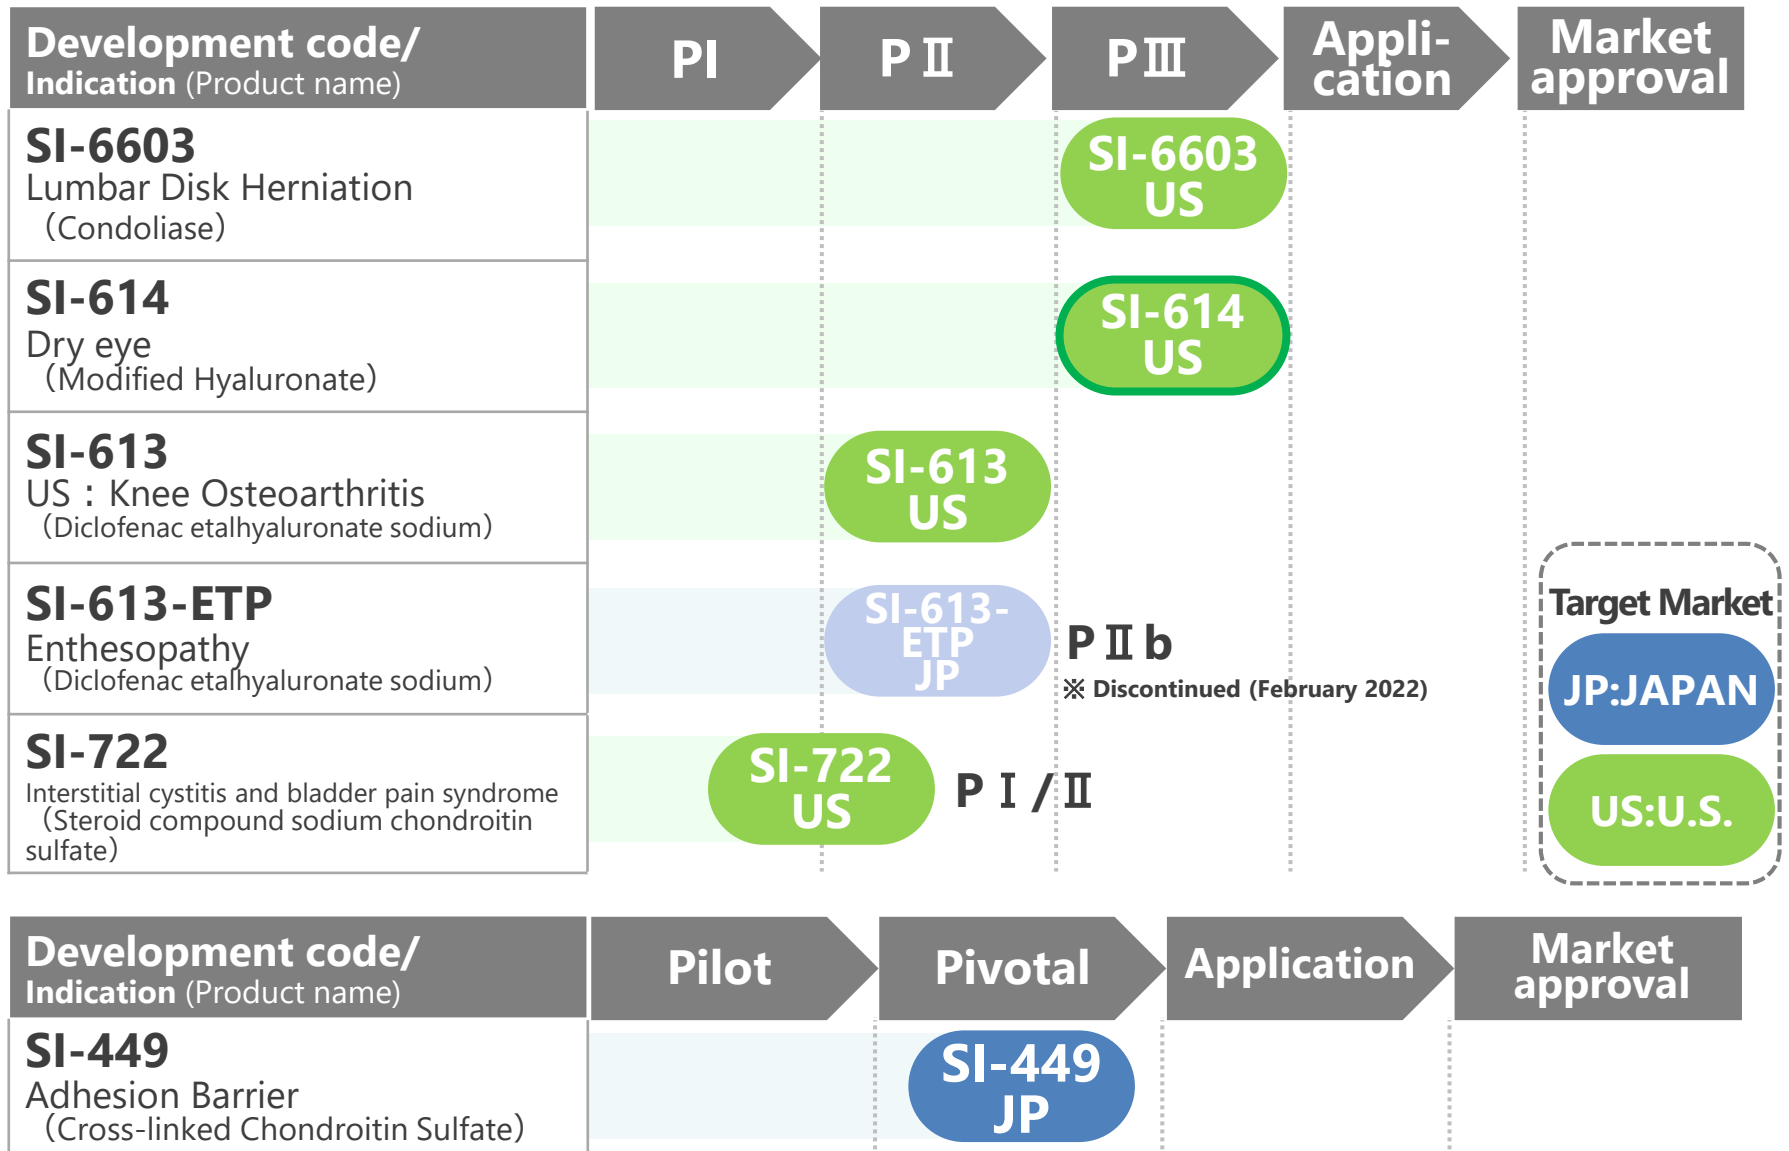 Development code/
Indication (Product name)
PI
PⅡ
PⅢ
Appli-
cation
Market
approval
SI-6603
Lumbar Disk Herniation
（Condoliase）
SI-6603
US
SI-614
Dry eye
（Modified Hyaluronate）
SI-614
US
SI-613
US：Knee Osteoarthritis
（Diclofenac etalhyaluronate sodium）
SI-613
US
SI-613-ETP
Enthesopathy
（Diclofenac etalhyaluronate sodium）
SI-613-
ETP
JP
PⅡb
※ Discontinued (February 2022)
SI-722
Interstitial cystitis and bladder pain syndrome
（Steroid compound sodium chondroitin
sulfate）
SI-722
US
PⅠ/Ⅱ
Target Market
JP:JAPAN
US:U.S.
Development code/
Indication (Product name)
Pilot
Pivotal
Application
Market
approval
SI-449
Adhesion Barrier
（Cross-linked Chondroitin Sulfate）
SI-449
JP